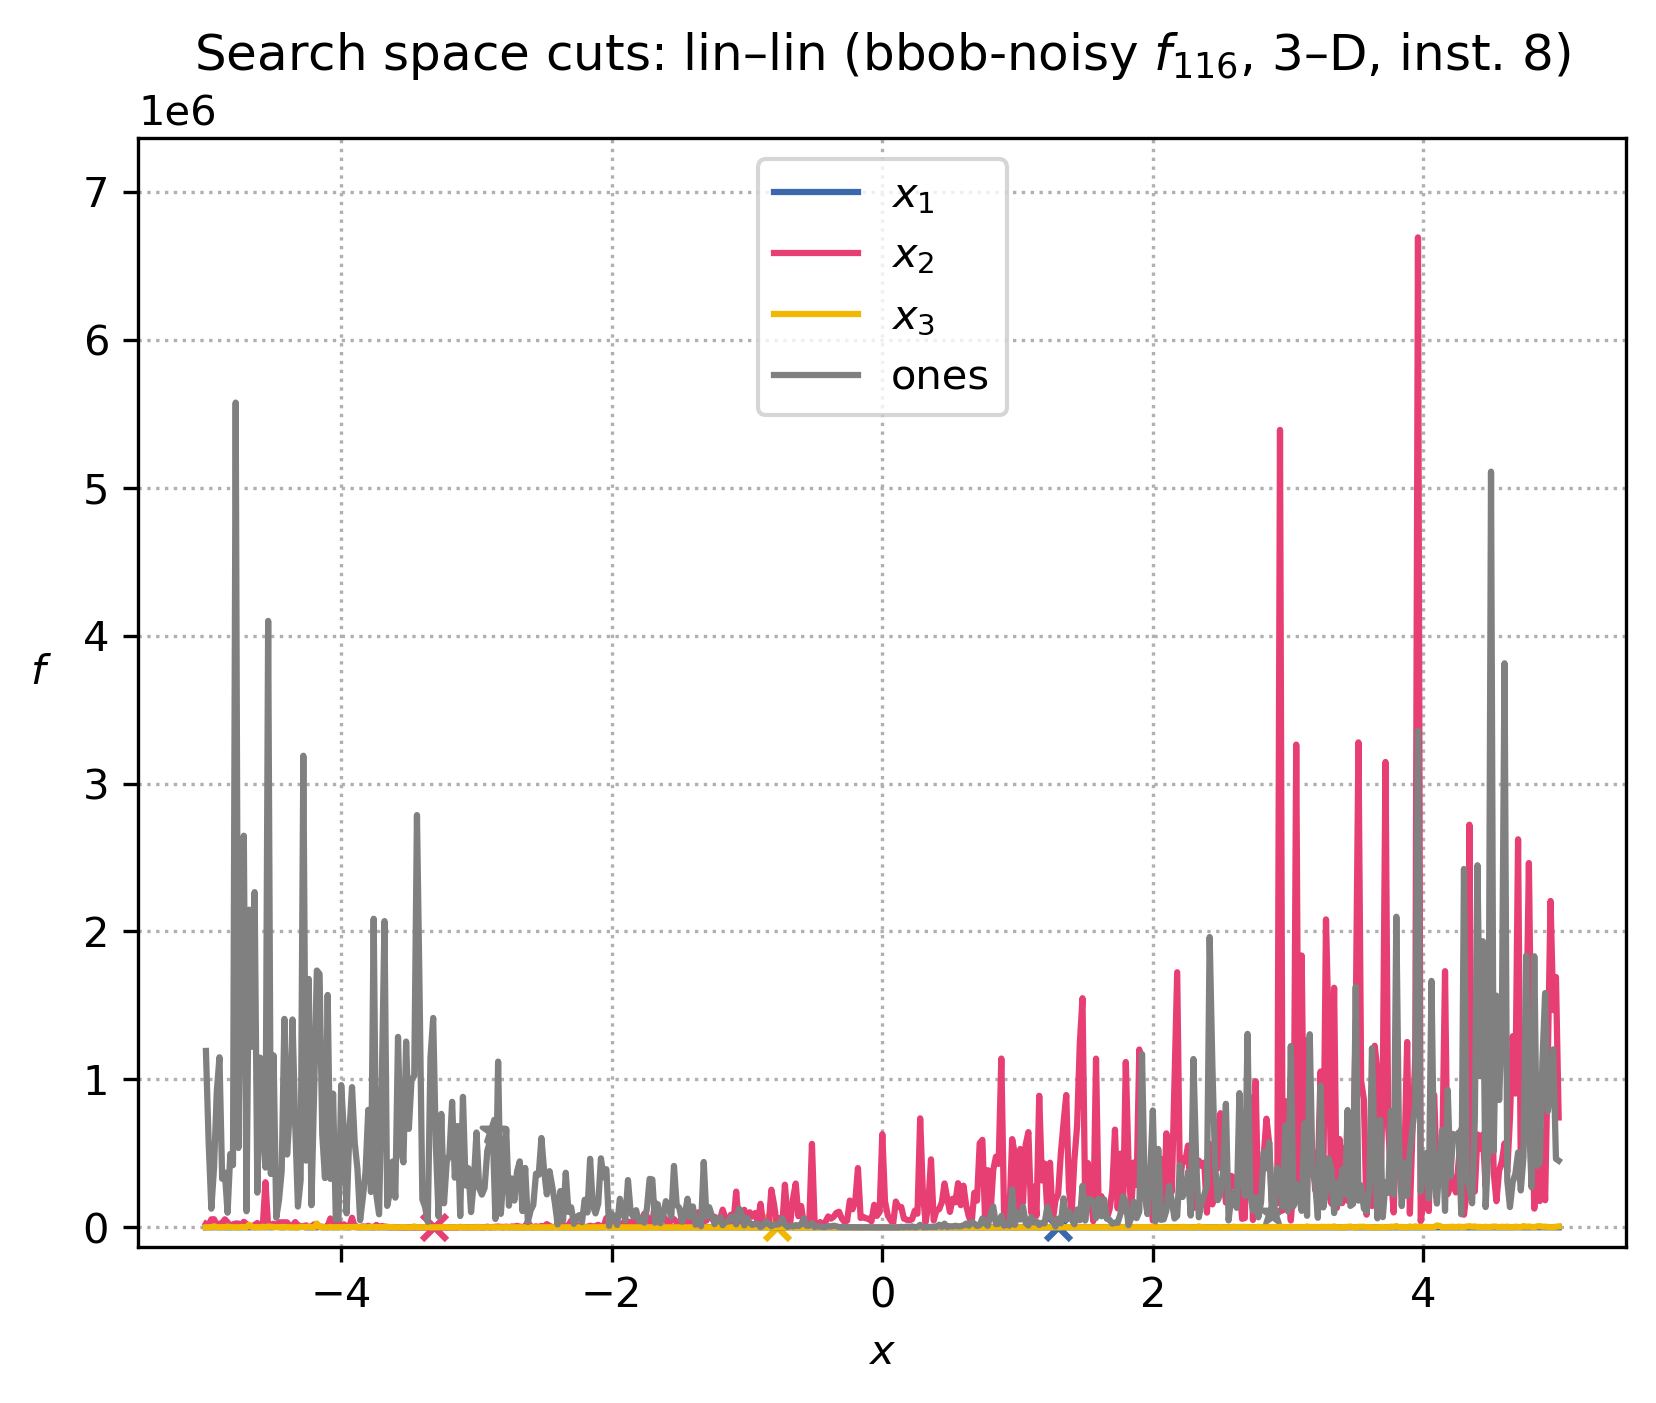 Search space cuts: lin–lin (bbob-noisy f₁₁₆, 3–D, inst. 8)
1e6
7
6
5
4
3
2
1
0
f
x₁
x₂
x₃
ones
−4 −2 0 2 4
x